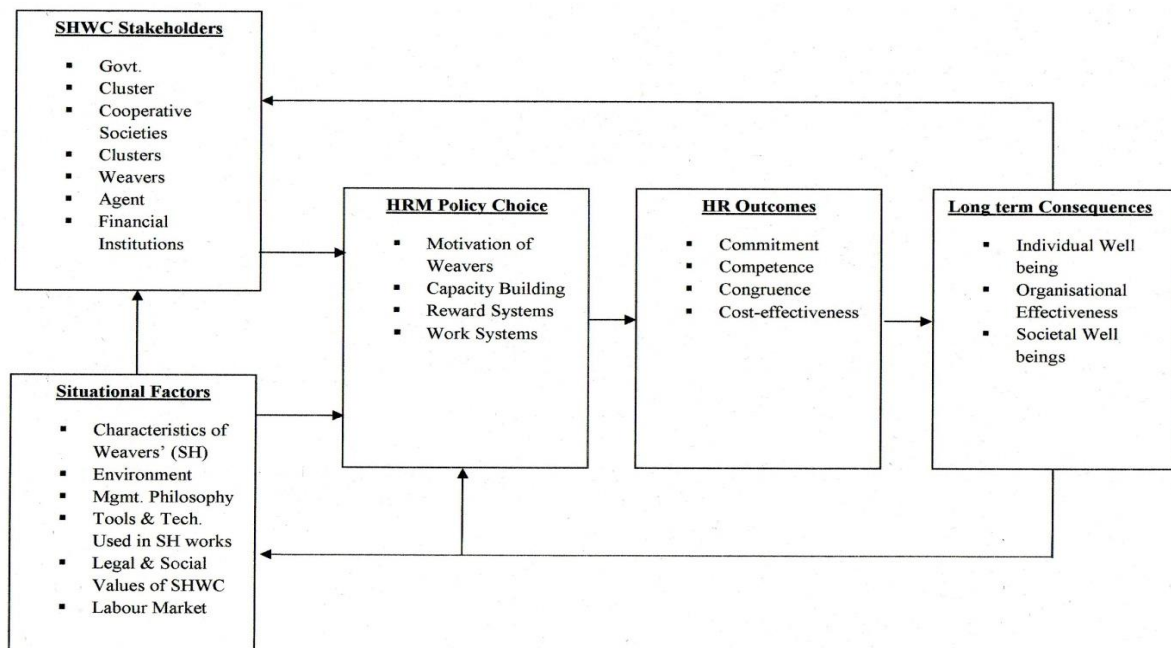 SHWC Stakeholders
Govt.
Cluster
Cooperative
Societies
Clusters
Weavers
Agent
Financial
Institutions
HRM Policy Choice
Motivation of
Weavers
Capacity Building
Reward Systems
Work Systems
HR Outcomes
Commitment
Competence
Congruence
Cost-effectiveness
Long term Consequences
Individual Well
being
Organisational
Effectiveness
Societal Well
beings
Situational Factors
Characteristics of
Weavers' (SH)
Environment
Mgmt. Philosophy
Tools & Tech.
Used in SH works
Legal & Social
Values of SHWC
Labour Market